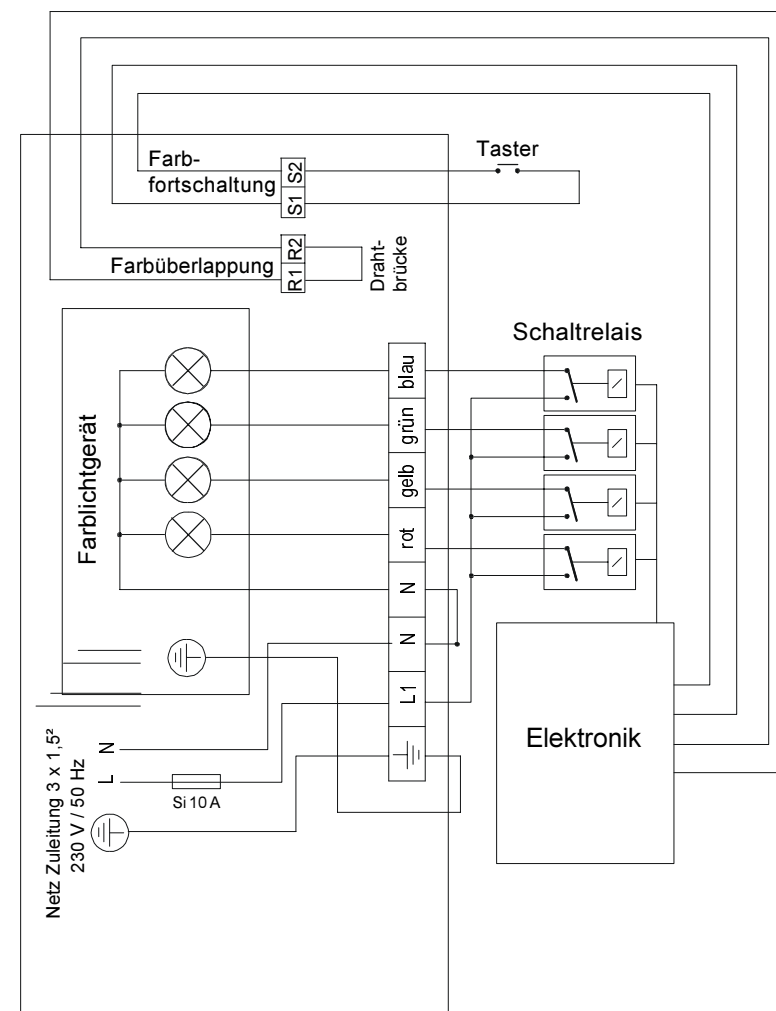 Farb-
fortschaltung
S2
S1
Taster
Farbüberlappung
R2
R1
Draht-
brücke
Schaltrelais
Farblichtgerät
blau
grün
gelb
rot
N
N
L1
Netz Zuleitung 3 x 1,5²
230 V / 50 Hz
N
L
Si 10 A
Elektronik